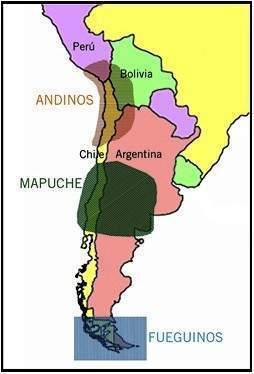 Perú
Bolivia
ANDINOS
Chile Argentina
MAPUCHE
FUEGUINOS